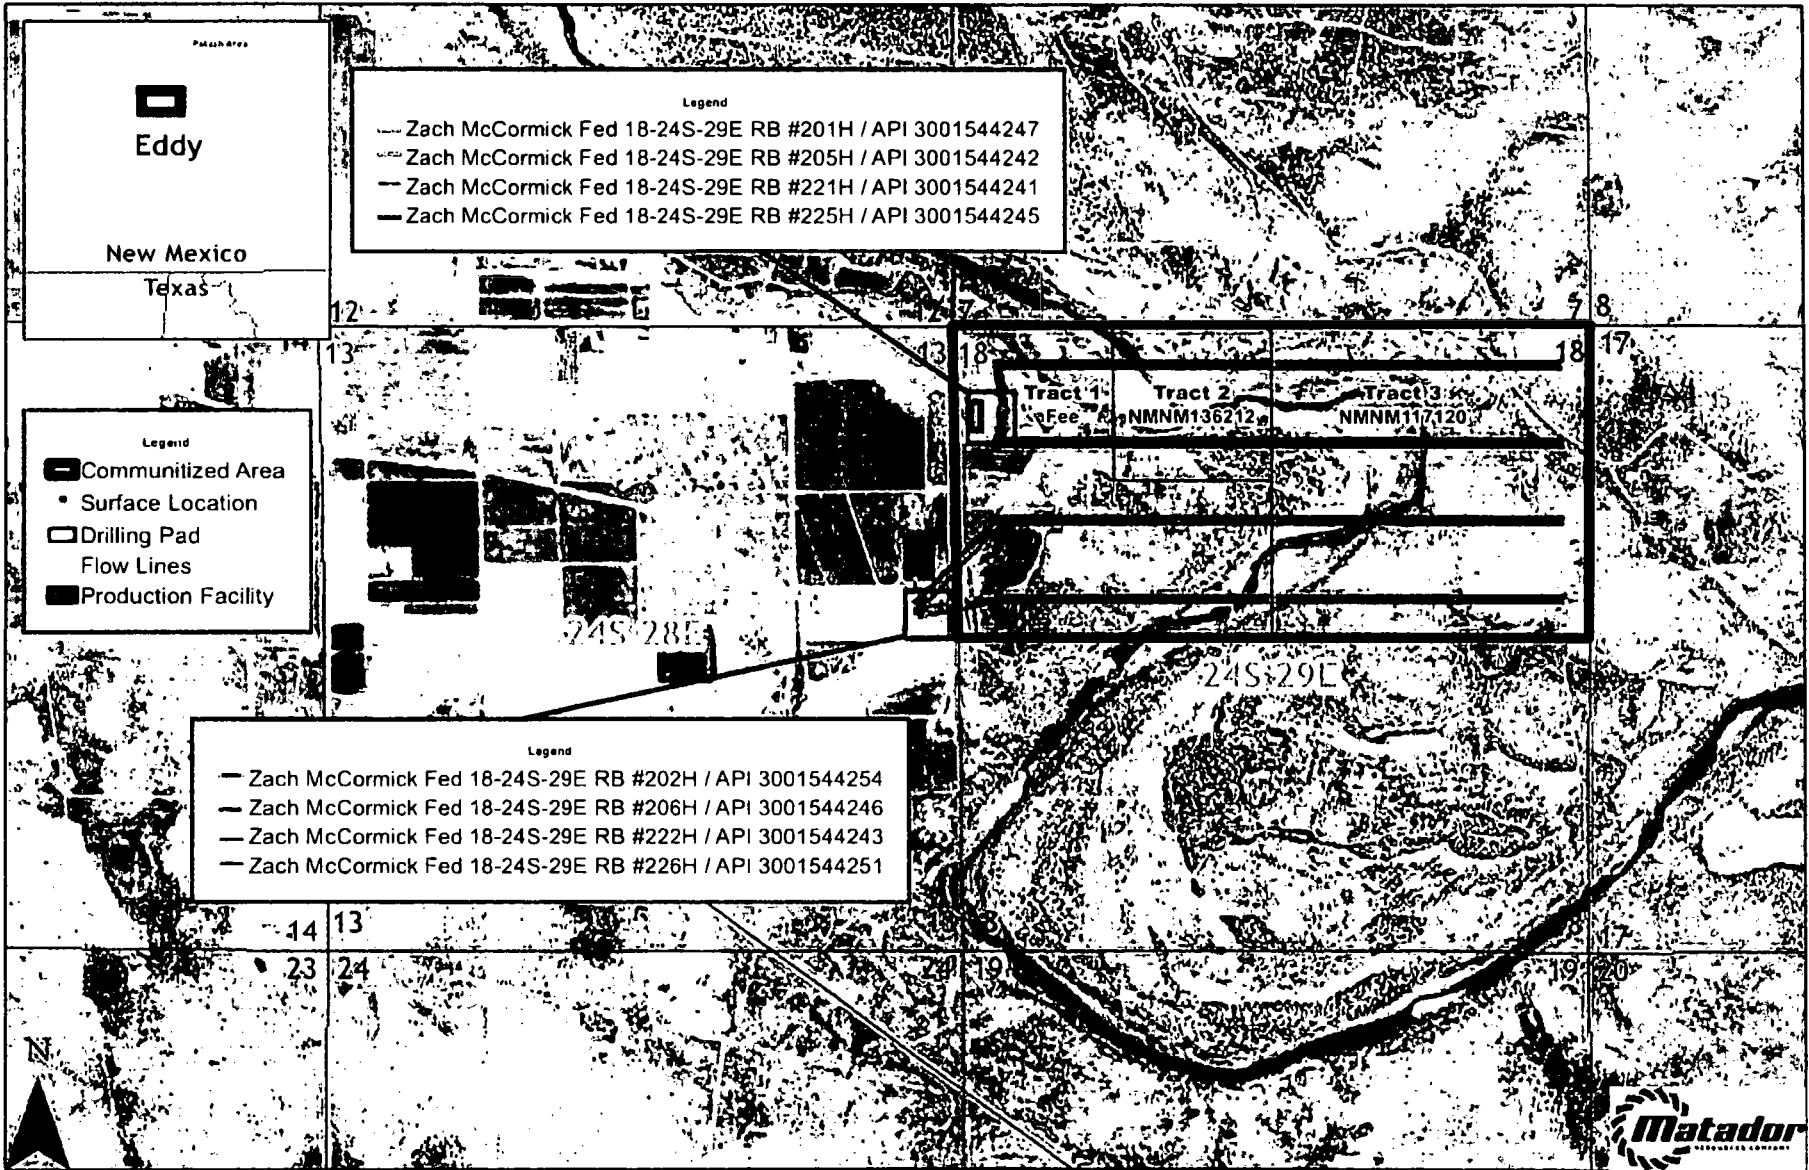 Potash Area
Eddy
New Mexico
Texas
Legend
Zach McCormick Fed 18-24S-29E RB #201H / API 3001544247
Zach McCormick Fed 18-24S-29E RB #205H / API 3001544242
Zach McCormick Fed 18-24S-29E RB #221H / API 3001544241
Zach McCormick Fed 18-24S-29E RB #225H / API 3001544245
12
12 7
7 8
13
13 18
18 17
Tract 1
Fee
Tract 2
NMNM136212
Tract 3
NMNM117120
Legend
Communitized Area
Surface Location
Drilling Pad
Flow Lines
Production Facility
24S-28E
24S-29E
Legend
Zach McCormick Fed 18-24S-29E RB #202H / API 3001544254
Zach McCormick Fed 18-24S-29E RB #206H / API 3001544246
Zach McCormick Fed 18-24S-29E RB #222H / API 3001544243
Zach McCormick Fed 18-24S-29E RB #226H / API 3001544251
14 13
17
23 24
24 19
19 20
N
Matador
RESOURCES COMPANY